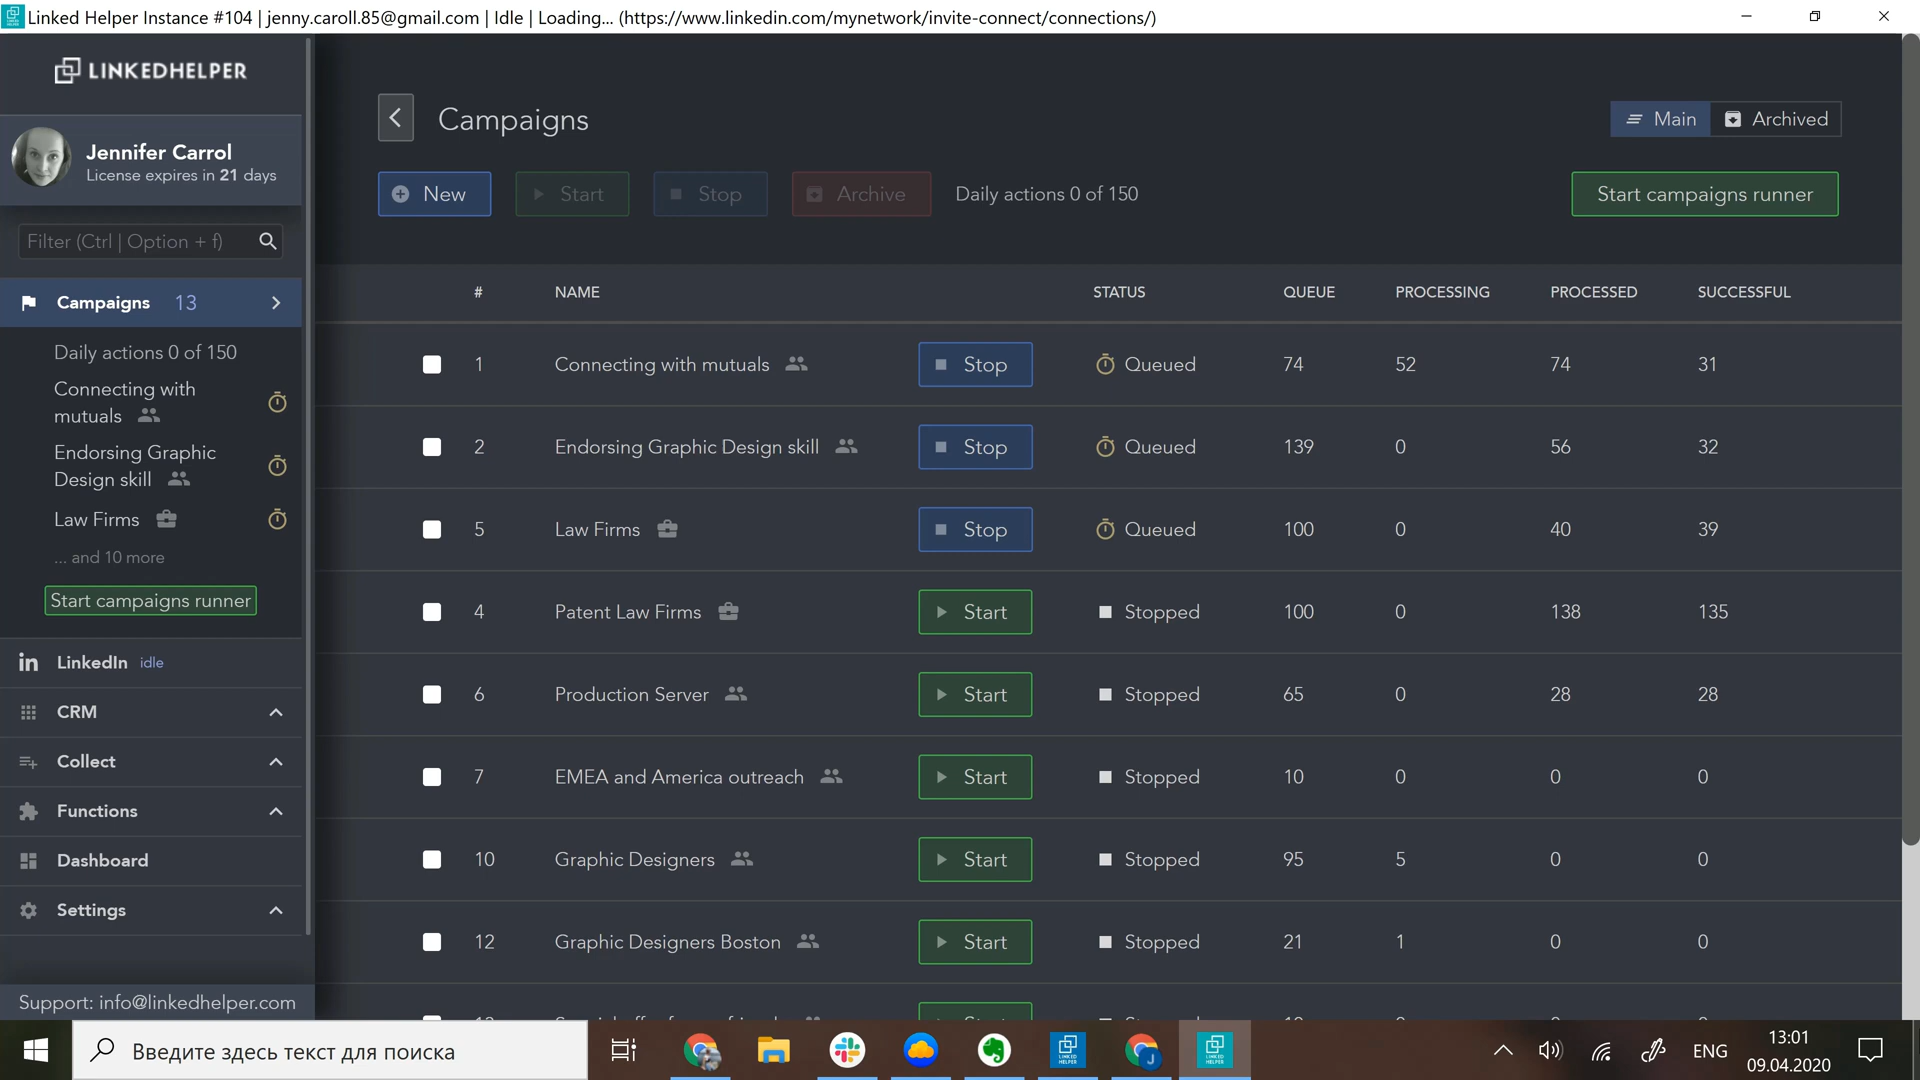 Linked Helper Instance #104 | jenny.caroll.85@gmail.com | Idle | Loading... (https://www.linkedin.com/mynetwork/invite-connect/connections/)
LINKEDHELPER
Jennifer Carrol
License expires in 21 days
Filter (Ctrl | Option + f)
Campaigns 13
Daily actions 0 of 150
Connecting with
mutuals
Endorsing Graphic
Design skill
Law Firms
... and 10 more
Start campaigns runner
LinkedIn idle
CRM
Collect
Functions
Dashboard
Settings
Support: info@linkedhelper.com
Campaigns
Main Archived
New Start Stop Archive Daily actions 0 of 150 Start campaigns runner
# NAME STATUS QUEUE PROCESSING PROCESSED SUCCESSFUL
1 Connecting with mutuals Stop Queued 74 52 74 31
2 Endorsing Graphic Design skill Stop Queued 139 0 56 32
5 Law Firms Stop Queued 100 0 40 39
4 Patent Law Firms Start Stopped 100 0 138 135
6 Production Server Start Stopped 65 0 28 28
7 EMEA and America outreach Start Stopped 10 0 0 0
10 Graphic Designers Start Stopped 95 5 0 0
12 Graphic Designers Boston Start Stopped 21 1 0 0
Введите здесь текст для поиска
LINKED
HELPER
J
LINKED
HELPER
ENG
13:01
09.04.2020